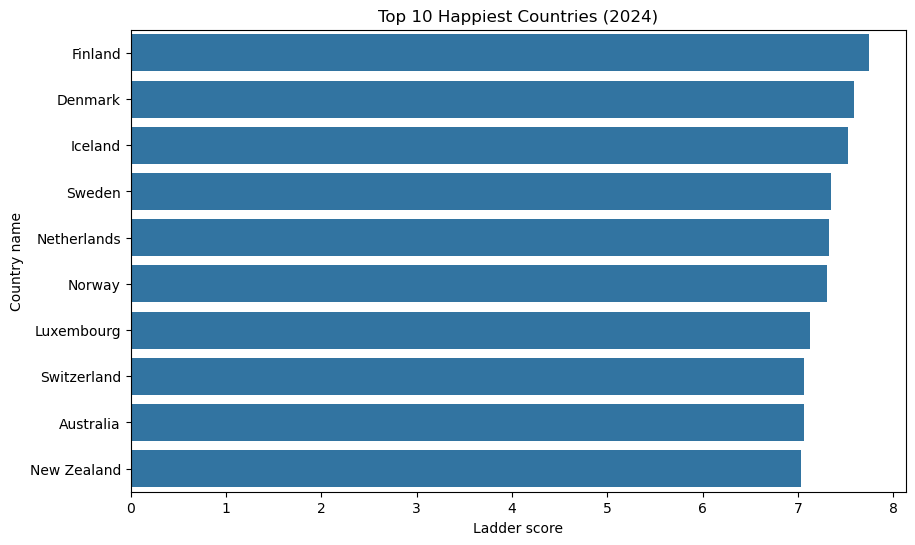 Top 10 Happiest Countries (2024)
Country name
Finland
Denmark
Iceland
Sweden
Netherlands
Norway
Luxembourg
Switzerland
Australia
New Zealand
0 1 2 3 4 5 6 7 8
Ladder score